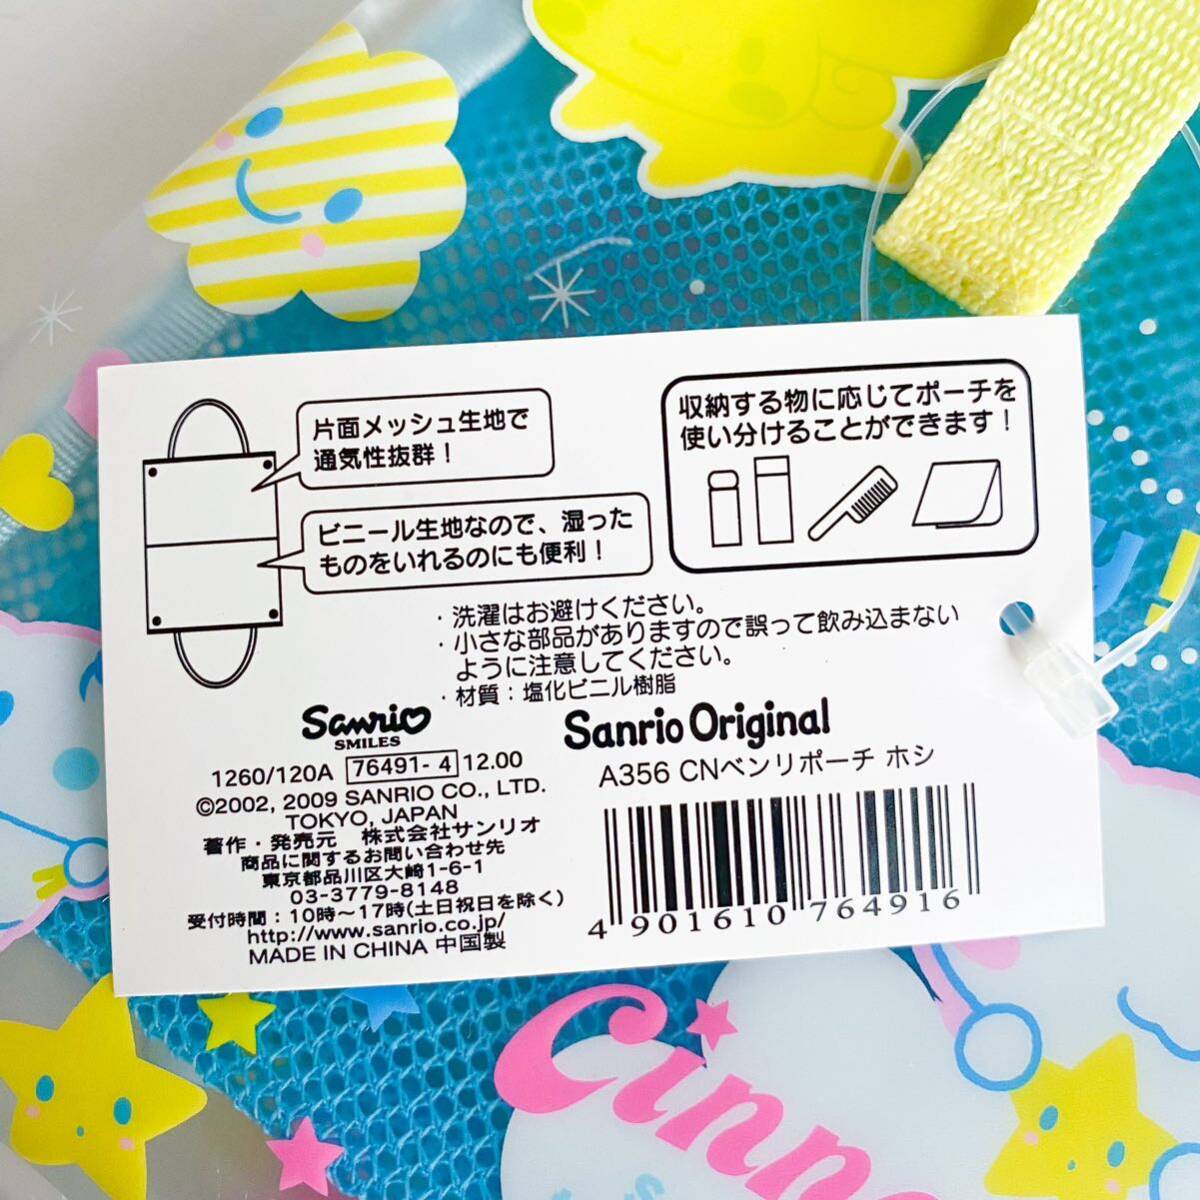 片面メッシュ生地で
通気性抜群！
ビニール生地なので、湿った
ものをいれるのにも便利！
収納する物に応じてポーチを
使い分けることができます！
・洗濯はお避けください。
・小さな部品がありますので誤って飲み込まない
ように注意してください。
・材質：塩化ビニル樹脂
Sanrio
SMILES
1260/120A 76491-4 12.00
©2002, 2009 SANRIO CO., LTD.
TOKYO, JAPAN
著作・発売元 株式会社サンリオ
商品に関するお問い合わせ先
東京都品川区大崎1-6-1
03-3779-8148
受付時間：10時～17時(土日祝日を除く)
http://www.sanrio.co.jp/
MADE IN CHINA 中国製
Sanrio Original
A356 CNベンリポーチ ホシ
4 901610 764916
Cinn